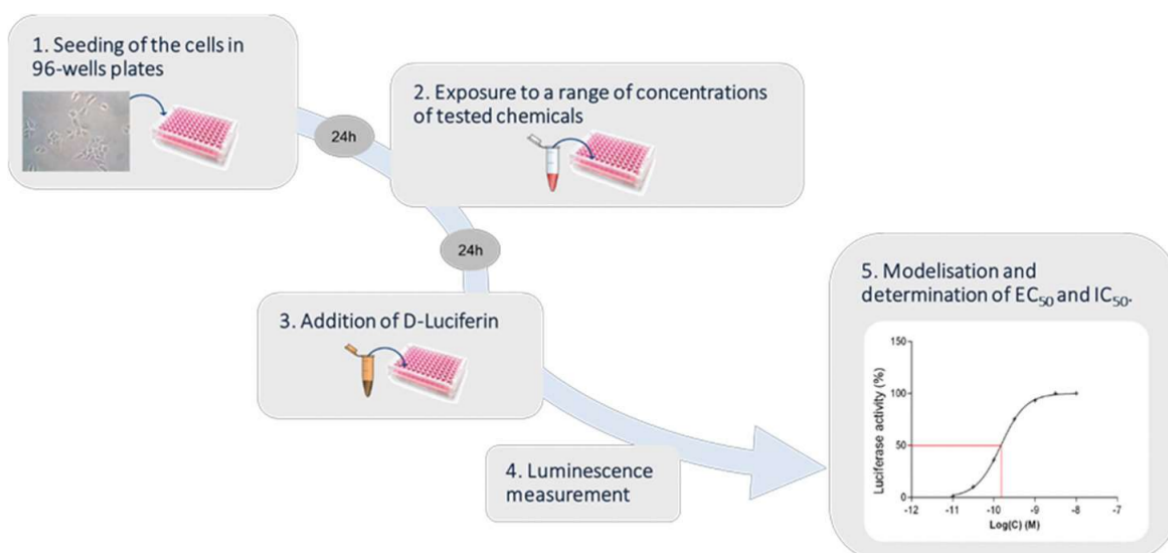 1. Seeding of the cells in
96-wells plates
24h
2. Exposure to a range of concentrations
of tested chemicals
24h
3. Addition of D-Luciferin
4. Luminescence
measurement
5. Modelisation and
determination of EC50 and IC50.
Luciferase activity (%)
150
100
50
0
-12 -11 -10 -9 -8 -7
Log(C) (M)